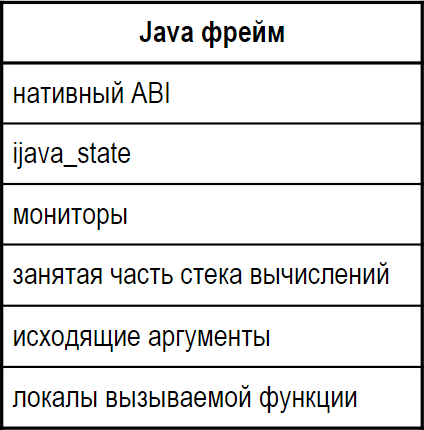 Java фрейм
нативный ABI
ijava_state
мониторы
занятая часть стека вычислений
исходящие аргументы
локалы вызываемой функции